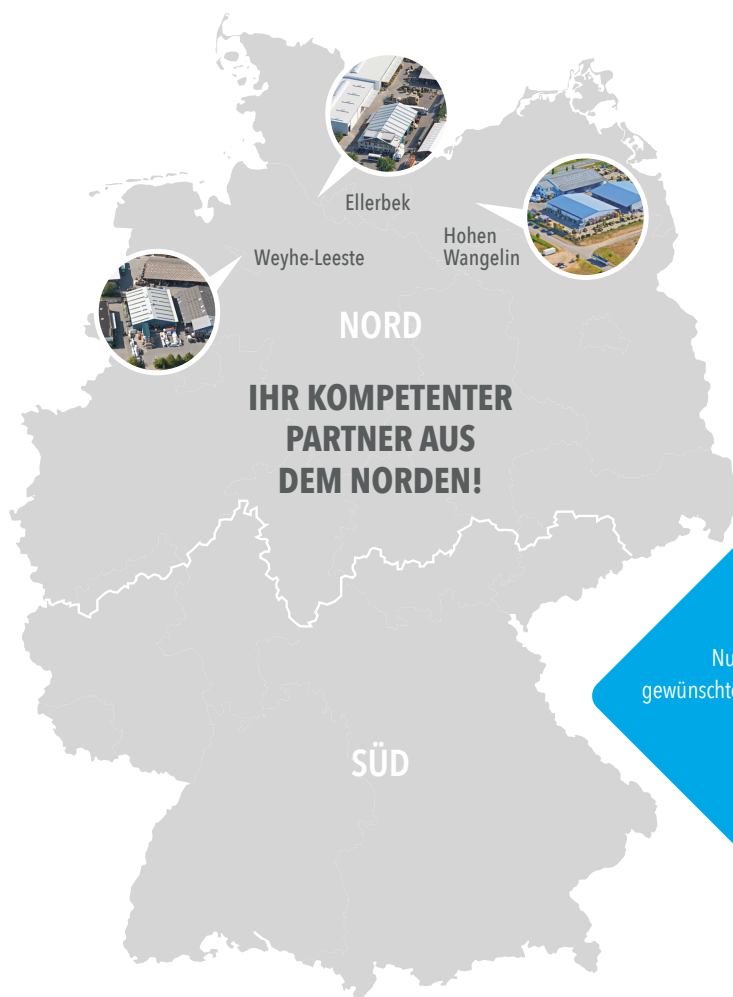 Ellerbek
Hohen
Wangelin
Weyhe-Leeste
NORD
IHR KOMPETENTER
PARTNER AUS
DEM NORDEN!
SÜD